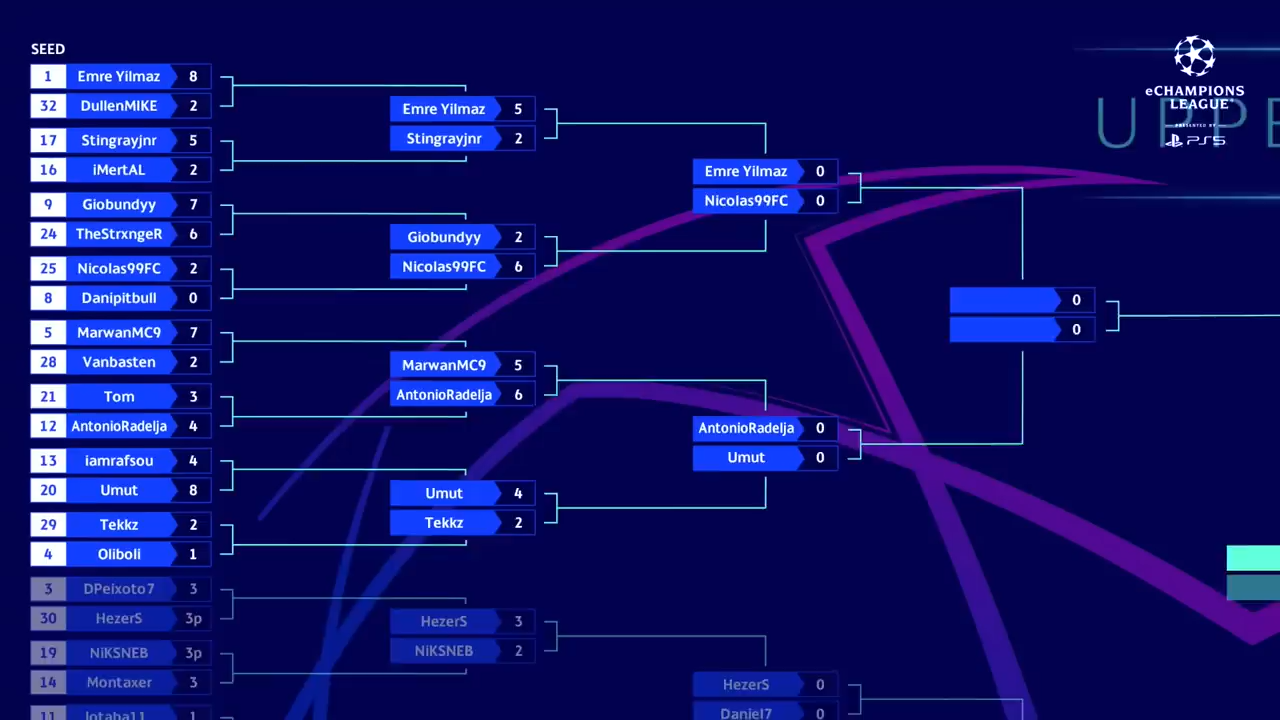 SEED
1 Emre Yilmaz 8
32 DullenMIKE 2
17 Stingrayjnr 5
16 iMertAL 2
9 Giobundyy 7
24 TheStrxngeR 6
25 Nicolas99FC 2
8 Danipitbull 0
5 MarwanMC9 7
28 Vanbasten 2
21 Tom 3
12 AntonioRadelja 4
13 iamrafsou 4
20 Umut 8
29 Tekkz 2
4 Oliboli 1
3 DPeixoto7 3
30 HezerS 3p
19 NiKSNEB 3p
14 Montaxer 3
11 Jotaba11 1
Emre Yilmaz 5
Stingrayjnr 2
Giobundyy 2
Nicolas99FC 6
MarwanMC9 5
AntonioRadelja 6
Umut 4
Tekkz 2
HezerS 3
NiKSNEB 2
Emre Yilmaz 0
Nicolas99FC 0
AntonioRadelja 0
Umut 0
HezerS 0
Daniel7 0
0
0
UPPE
eCHAMPIONS
LEAGUE
PRESENTED BY
PS5